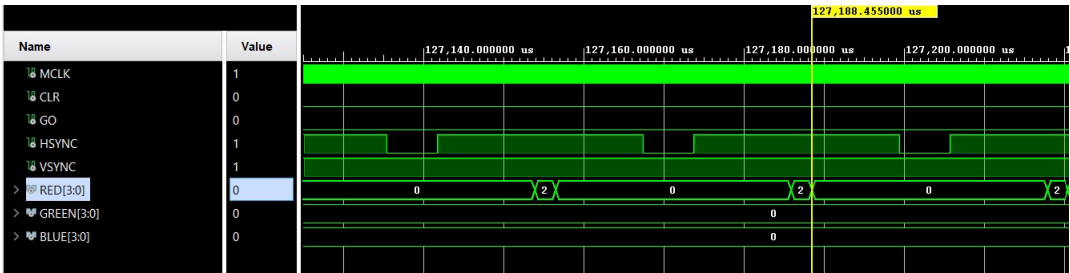 127,188.455000 us
Name Value
127,140.000000 us 127,160.000000 us 127,180.000000 us 127,200.000000 us
MCLK 1
CLR 0
GO 0
HSYNC 1
VSYNC 1
RED[3:0] 0 0 2 0 2 0 2
GREEN[3:0] 0 0
BLUE[3:0] 0 0